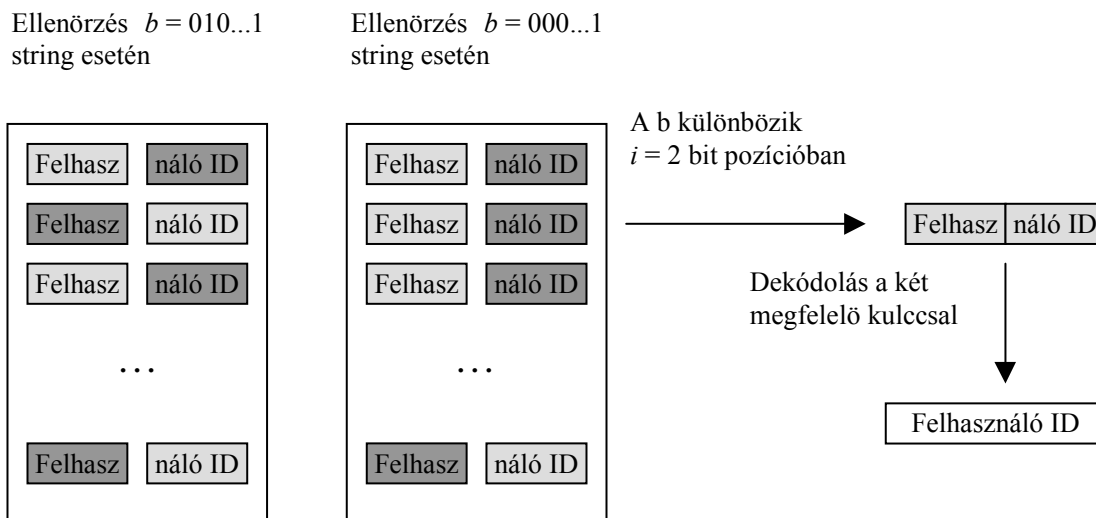 Ellenörzés b = 010...1
string esetén
Ellenörzés b = 000...1
string esetén
A b különbözik
i = 2 bit pozícióban
Felhasz náló ID
Felhasz náló ID
Felhasz náló ID
...
Felhasz náló ID
Felhasz náló ID
Felhasz náló ID
Felhasz náló ID
...
Felhasz náló ID
Felhasz náló ID
Dekódolás a két
megfelelö kulccsal
Felhasználó ID